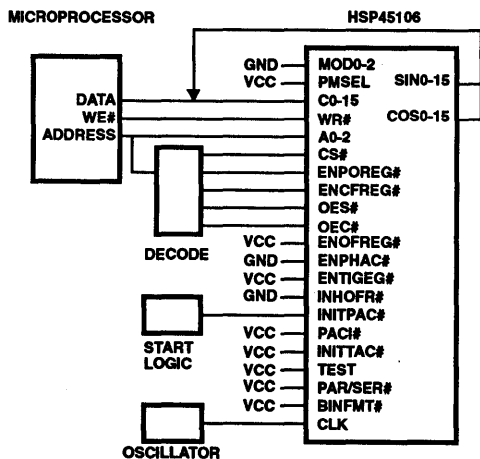 MICROPROCESSOR
HSP45106
DATA
WE#
ADDRESS
DECODE
START
LOGIC
OSCILLATOR
GND
VCC
VCC
GND
VCC
GND
VCC
VCC
VCC
VCC
VCC
MOD0-2
PMSEL
C0-15
WR#
A0-2
CS#
ENPOREG#
ENCFREG#
OES#
OEC#
ENOFREG#
ENPHAC#
ENTIGEG#
INHOFR#
INITPAC#
PACI#
INITTAC#
TEST
PAR/SER#
BINFMT#
CLK
SIN0-15
COS0-15